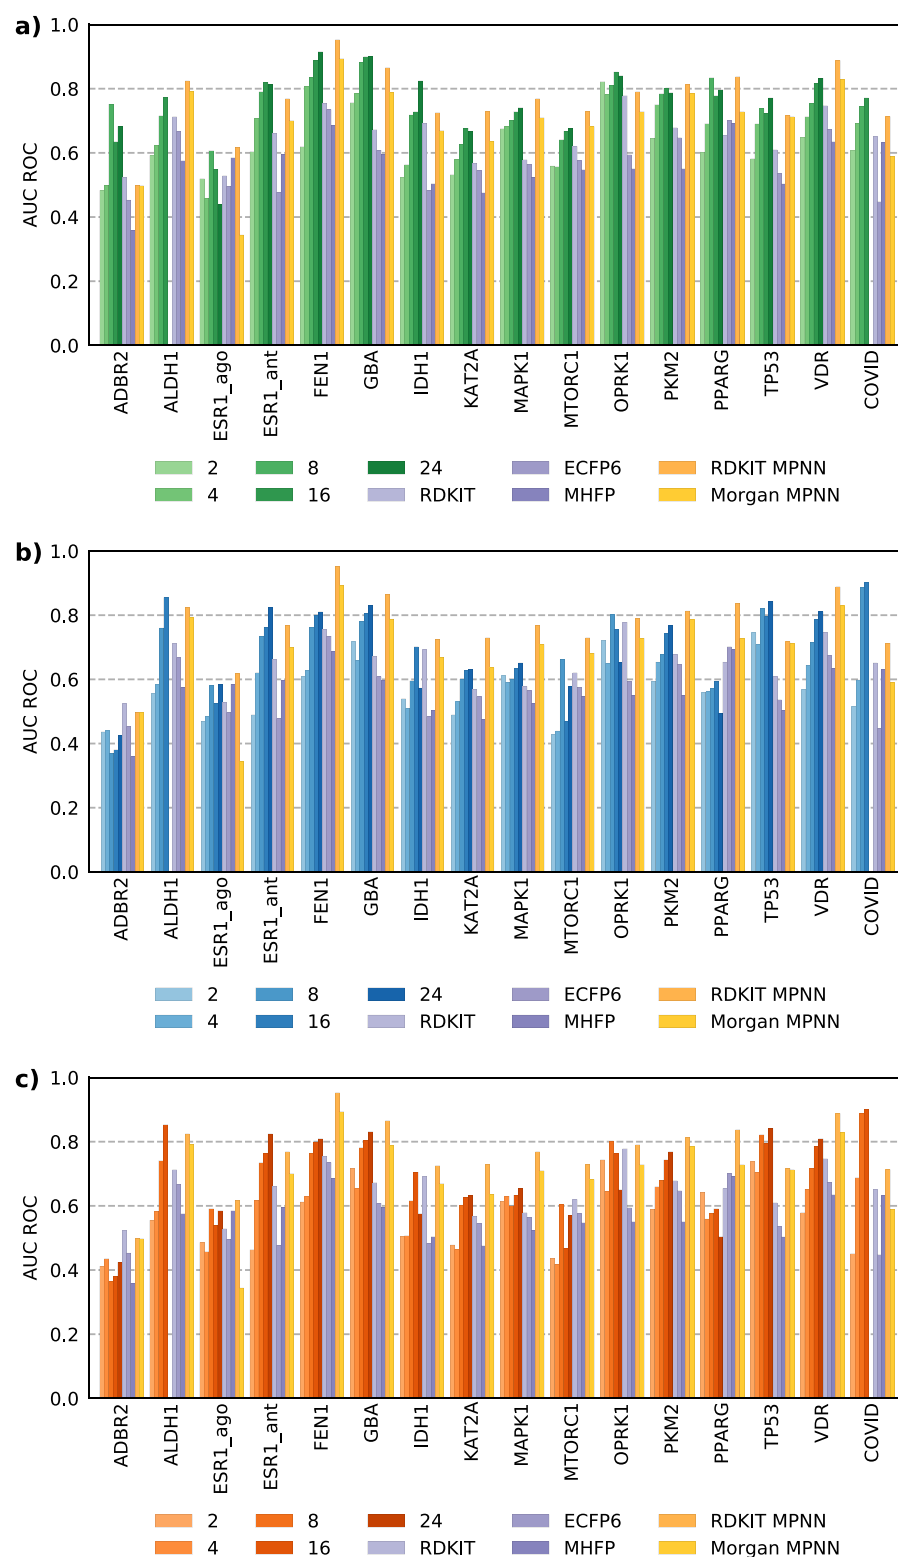 a)
1.0
0.8
0.6
0.4
0.2
0.0
AUC ROC
ADBR2 ALDH1 ESR1_ago ESR1_ant FEN1 GBA IDH1 KAT2A MAPK1 MTORC1 OPRK1 PKM2 PPARG TP53 VDR COVID
2 8 24 ECFP6 RDKIT MPNN
4 16 RDKIT MHFP Morgan MPNN
b)
1.0
0.8
0.6
0.4
0.2
0.0
AUC ROC
ADBR2 ALDH1 ESR1_ago ESR1_ant FEN1 GBA IDH1 KAT2A MAPK1 MTORC1 OPRK1 PKM2 PPARG TP53 VDR COVID
2 8 24 ECFP6 RDKIT MPNN
4 16 RDKIT MHFP Morgan MPNN
c)
1.0
0.8
0.6
0.4
0.2
0.0
AUC ROC
ADBR2 ALDH1 ESR1_ago ESR1_ant FEN1 GBA IDH1 KAT2A MAPK1 MTORC1 OPRK1 PKM2 PPARG TP53 VDR COVID
2 8 24 ECFP6 RDKIT MPNN
4 16 RDKIT MHFP Morgan MPNN